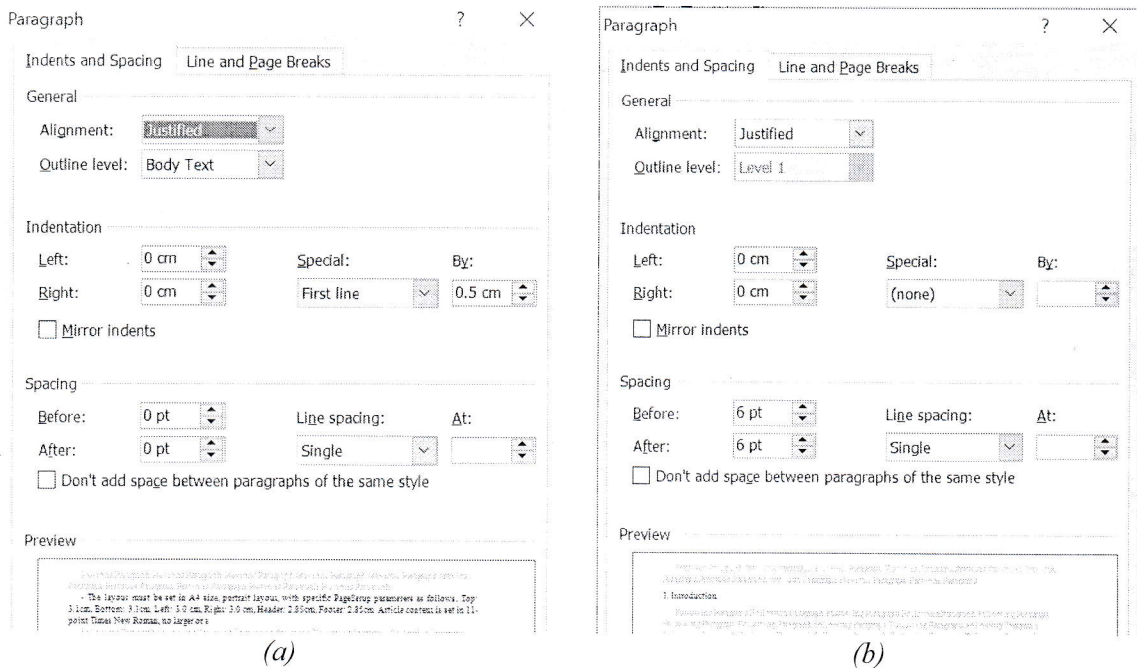 Paragraph ? ×
Indents and Spacing Line and Page Breaks
General
Alignment: Justified
Outline level: Body Text
Indentation
Left: 0 cm Special: By:
Right: 0 cm First line 0.5 cm
Mirror indents
Spacing
Before: 0 pt Line spacing: At:
After: 0 pt Single
Don't add space between paragraphs of the same style
Preview
- The layout must be set in A4 size, portrait layout, with specific PageSetup parameters as follows. Top:
3.1cm, Bottom: 3.1cm, Left: 3.0 cm, Right: 3.0 cm, Header: 2.85cm, Footer: 2.85cm. Article content is set in 11-
point Times New Roman, no larger or s
(a)
Paragraph ? ×
Indents and Spacing Line and Page Breaks
General
Alignment: Justified
Outline level: Level 1
Indentation
Left: 0 cm Special: By:
Right: 0 cm (none)
Mirror indents
Spacing
Before: 6 pt Line spacing: At:
After: 6 pt Single
Don't add space between paragraphs of the same style
Preview
1. Introduction
(b)